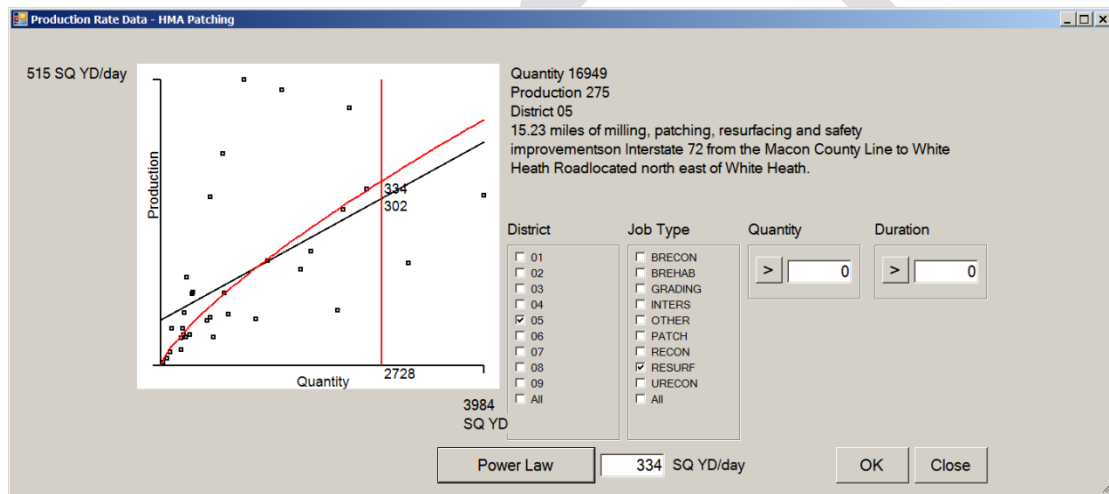 Production Rate Data - HMA Patching
515 SQ YD/day
Production
334
302
2728
Quantity
3984
SQ YD
Quantity 16949
Production 275
District 05
15.23 miles of milling, patching, resurfacing and safety
improvementson Interstate 72 from the Macon County Line to White
Heath Roadlocated north east of White Heath.
District
01
02
03
04
05
06
07
08
09
All
Job Type
BRECON
BREHAB
GRADING
INTERS
OTHER
PATCH
RECON
RESURF
URECON
All
Quantity
> 0
Duration
> 0
Power Law 334 SQ YD/day OK Close